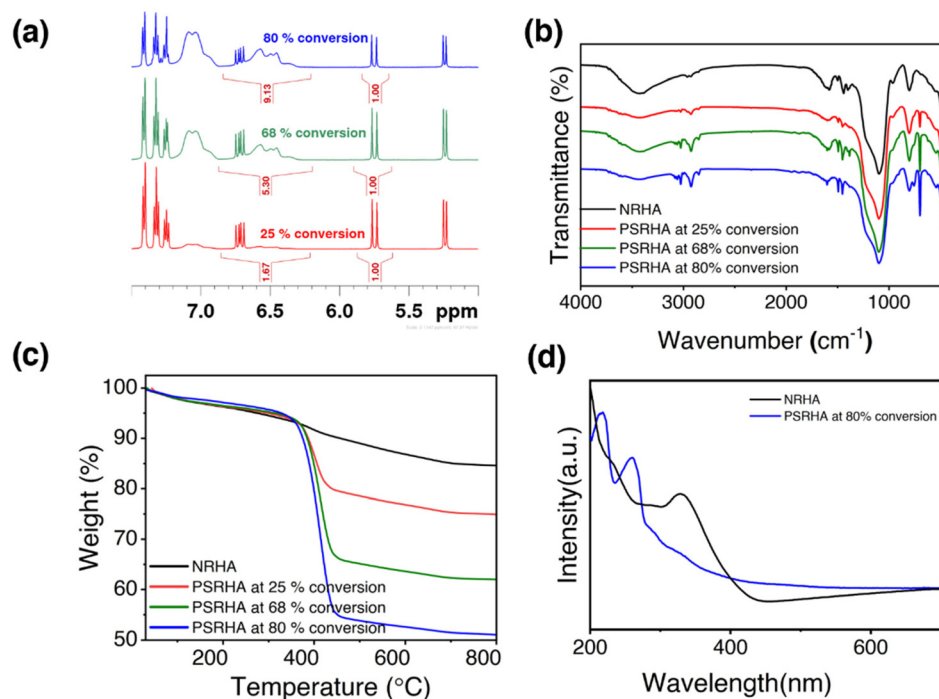 (a)
80 % conversion
9.13
1.00
68 % conversion
5.30
1.00
25 % conversion
1.67
1.00
7.0 6.5 6.0 5.5 ppm
(b)
Transmittance (%)
NRHA
PSRHA at 25% conversion
PSRHA at 68% conversion
PSRHA at 80% conversion
4000 3000 2000 1000
Wavenumber (cm-1)
(c)
Weight (%)
100
90
80
70
60
50
NRHA
PSRHA at 25 % conversion
PSRHA at 68 % conversion
PSRHA at 80 % conversion
200 400 600 800
Temperature (°C)
(d)
Intensity(a.u.)
NRHA
PSRHA at 80% conversion
200 300 400 500 600 700
Wavelength(nm)